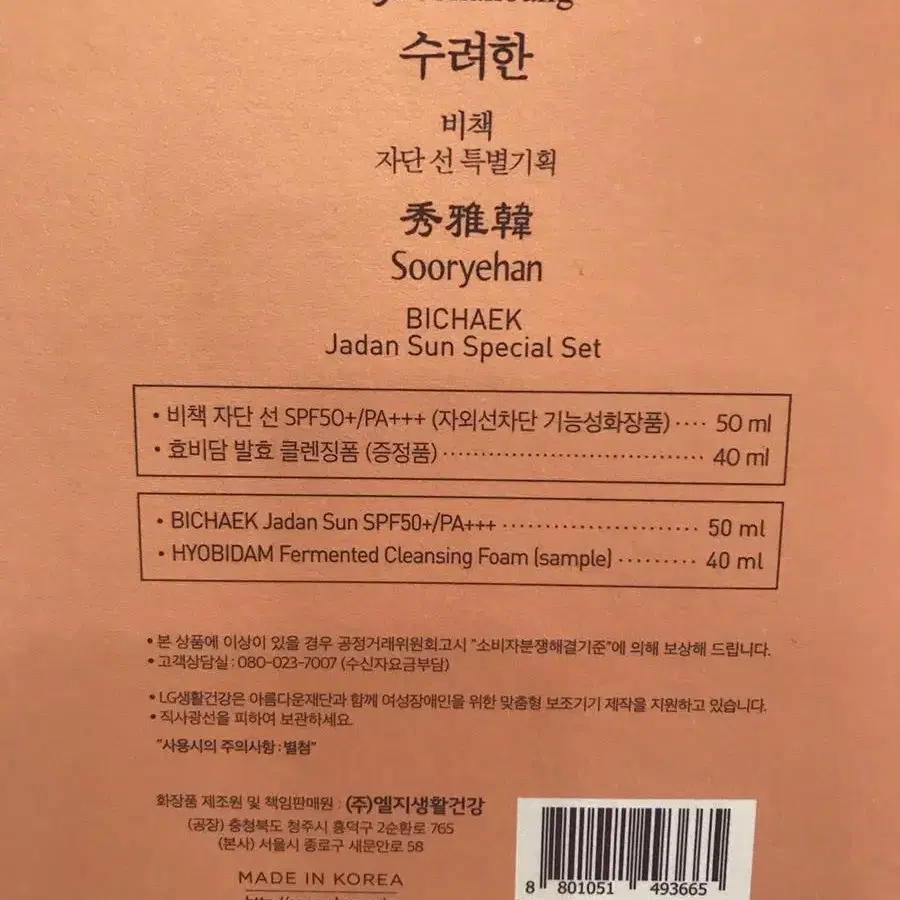 수려한
비책
자단 선 특별기획
秀雅韓
Sooryehan
BICHAEK
Jadan Sun Special Set
• 비책 자단 선 SPF50+/PA+++ (자외선차단 기능성화장품) ···· 50 ml
• 효비담 발효 클렌징폼 (증정품) ································ 40 ml
• BICHAEK Jadan Sun SPF50+/PA+++ ························ 50 ml
• HYOBIDAM Fermented Cleansing Foam (sample) ········· 40 ml
• 본 상품에 이상이 있을 경우 공정거래위원회고시 "소비자분쟁해결기준"에 의해 보상해 드립니다.
• 고객상담실 : 080-023-7007 (수신자요금부담)
• LG생활건강은 아름다운재단과 함께 여성장애인을 위한 맞춤형 보조기기 제작을 지원하고 있습니다.
• 직사광선을 피하여 보관하세요.
"사용시의 주의사항 : 별첨"
화장품 제조원 및 책임판매원 : (주)엘지생활건강
(공장) 충청북도 청주시 흥덕구 2순환로 765
(본사) 서울시 종로구 새문안로 58
MADE IN KOREA
8 801051 493665